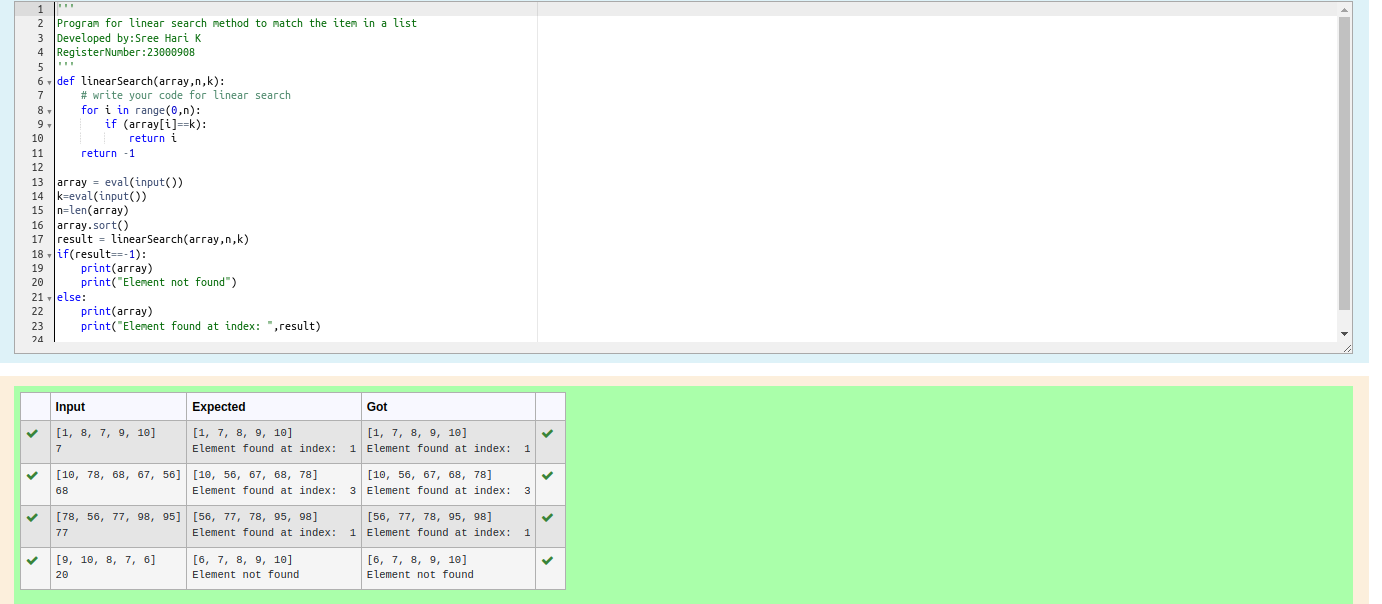 1 '''
2 Program for linear search method to match the item in a list
3 Developed by:Sree Hari K
4 RegisterNumber:23000908
5 '''
6 def linearSearch(array,n,k):
7     # write your code for linear search
8     for i in range(0,n):
9         if (array[i]==k):
10             return i
11     return -1
12
13 array = eval(input())
14 k=eval(input())
15 n=len(array)
16 array.sort()
17 result = linearSearch(array,n,k)
18 if(result==-1):
19     print(array)
20     print("Element not found")
21 else:
22     print(array)
23     print("Element found at index: ",result)
24
Input Expected Got
[1, 8, 7, 9, 10] [1, 7, 8, 9, 10] [1, 7, 8, 9, 10]
7 Element found at index:  1 Element found at index:  1
[10, 78, 68, 67, 56] [10, 56, 67, 68, 78] [10, 56, 67, 68, 78]
68 Element found at index:  3 Element found at index:  3
[78, 56, 77, 98, 95] [56, 77, 78, 95, 98] [56, 77, 78, 95, 98]
77 Element found at index:  1 Element found at index:  1
[9, 10, 8, 7, 6] [6, 7, 8, 9, 10] [6, 7, 8, 9, 10]
20 Element not found Element not found